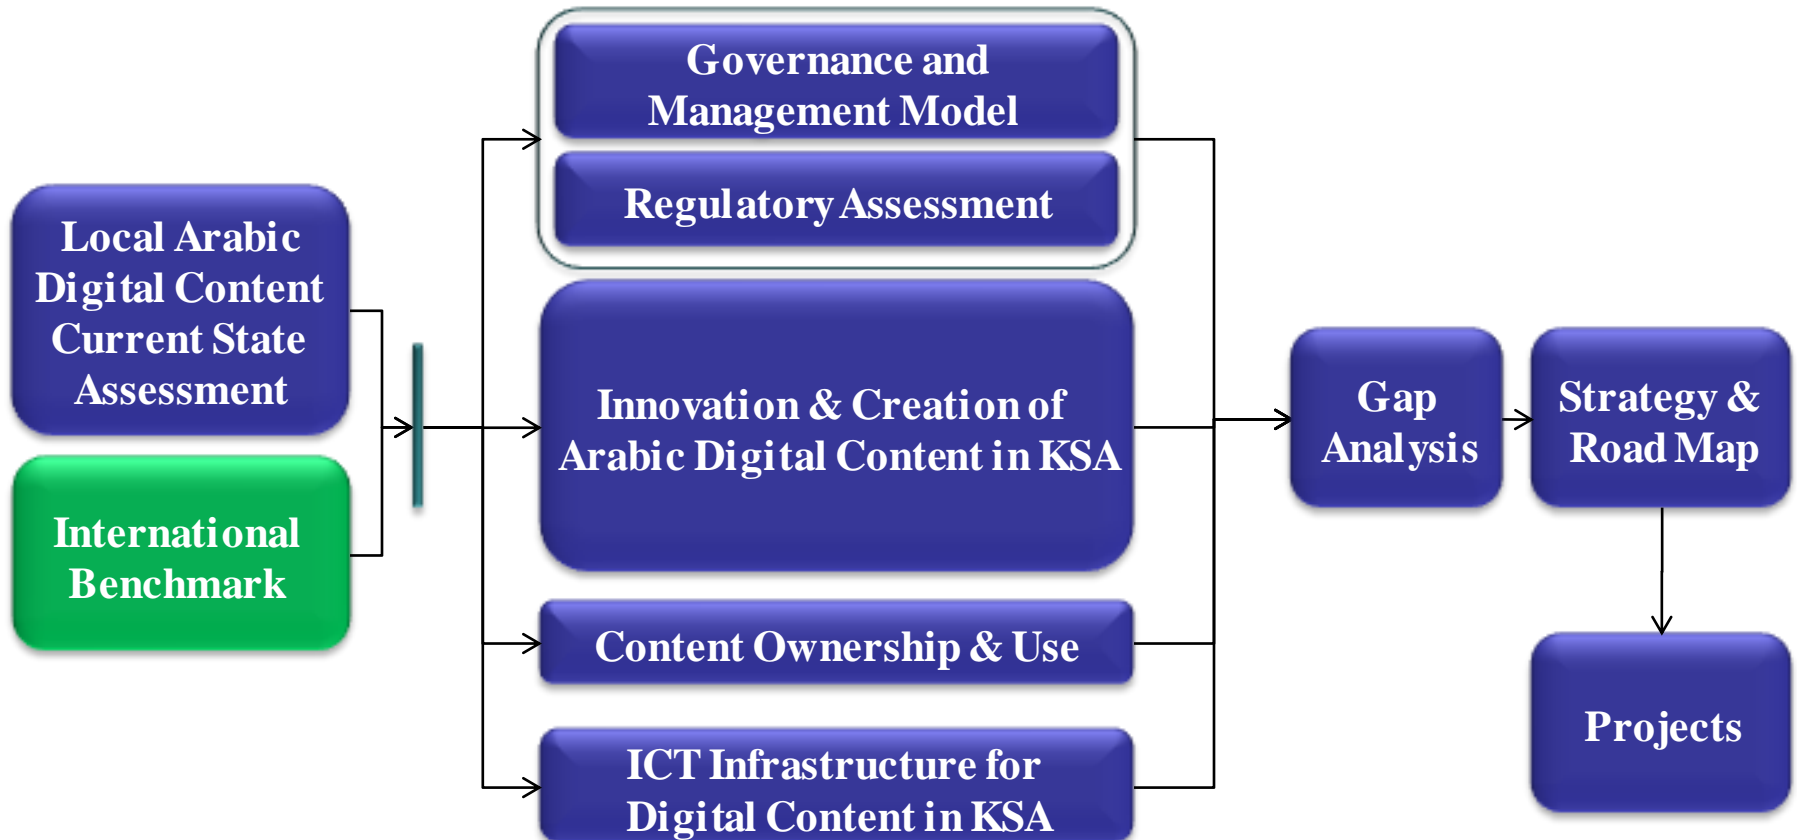 Local Arabic
Digital Content
Current State
Assessment
International
Benchmark
Governance and
Management Model
Regulatory Assessment
Innovation & Creation of
Arabic Digital Content in KSA
Content Ownership & Use
ICT Infrastructure for
Digital Content in KSA
Gap
Analysis
Strategy &
Road Map
Projects